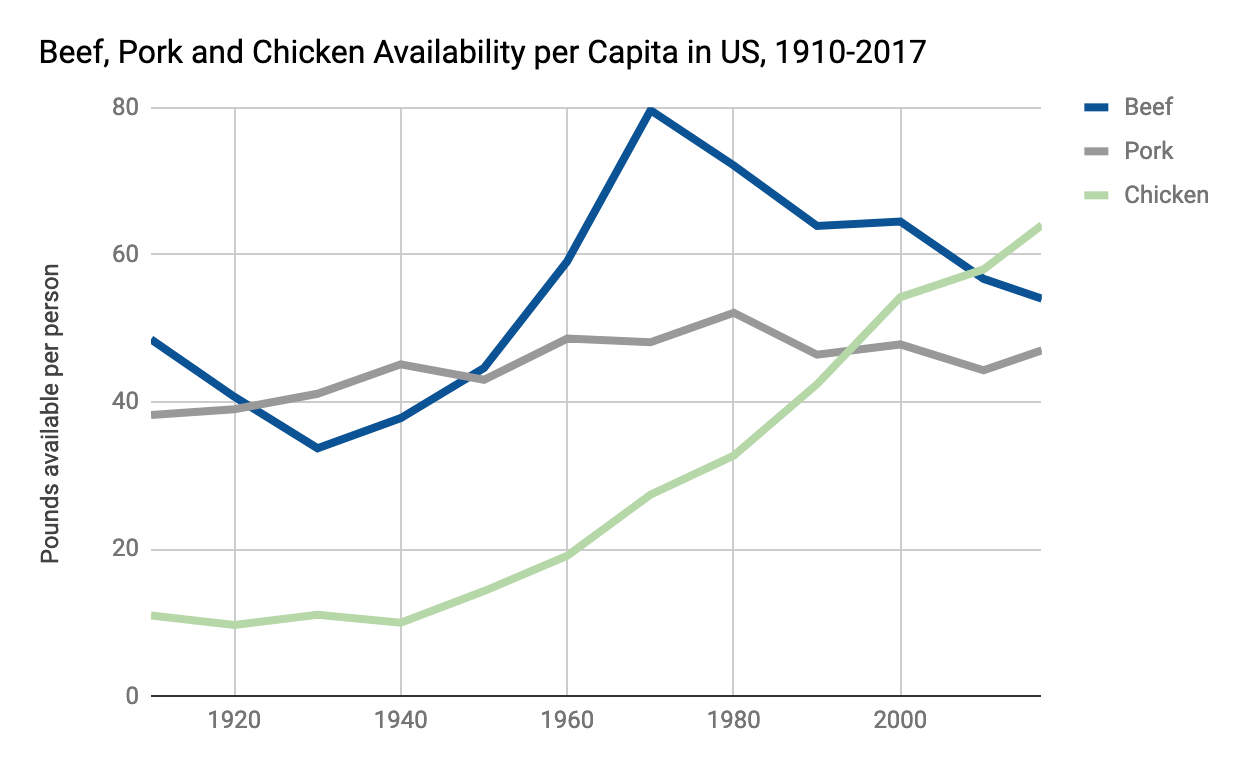 Beef, Pork and Chicken Availability per Capita in US, 1910-2017
Beef
Pork
Chicken
Pounds available per person
80
60
40
20
0
1920
1940
1960
1980
2000